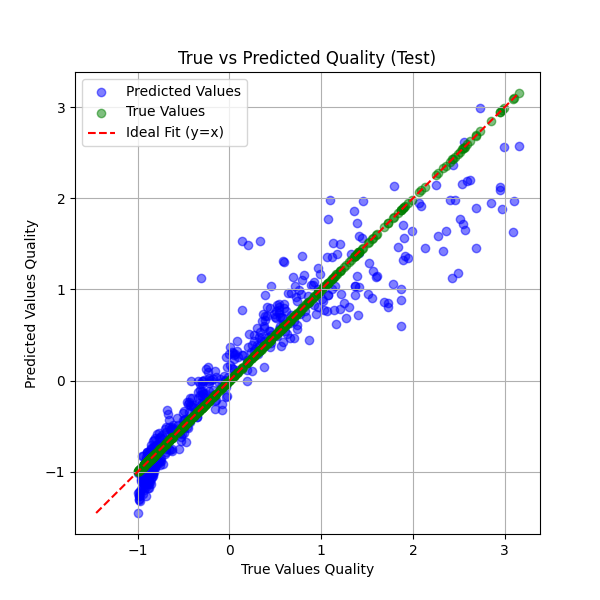 True vs Predicted Quality (Test)
Predicted Values
True Values
Ideal Fit (y=x)
3
2
1
0
−1
Predicted Values Quality
−1 0 1 2 3
True Values Quality